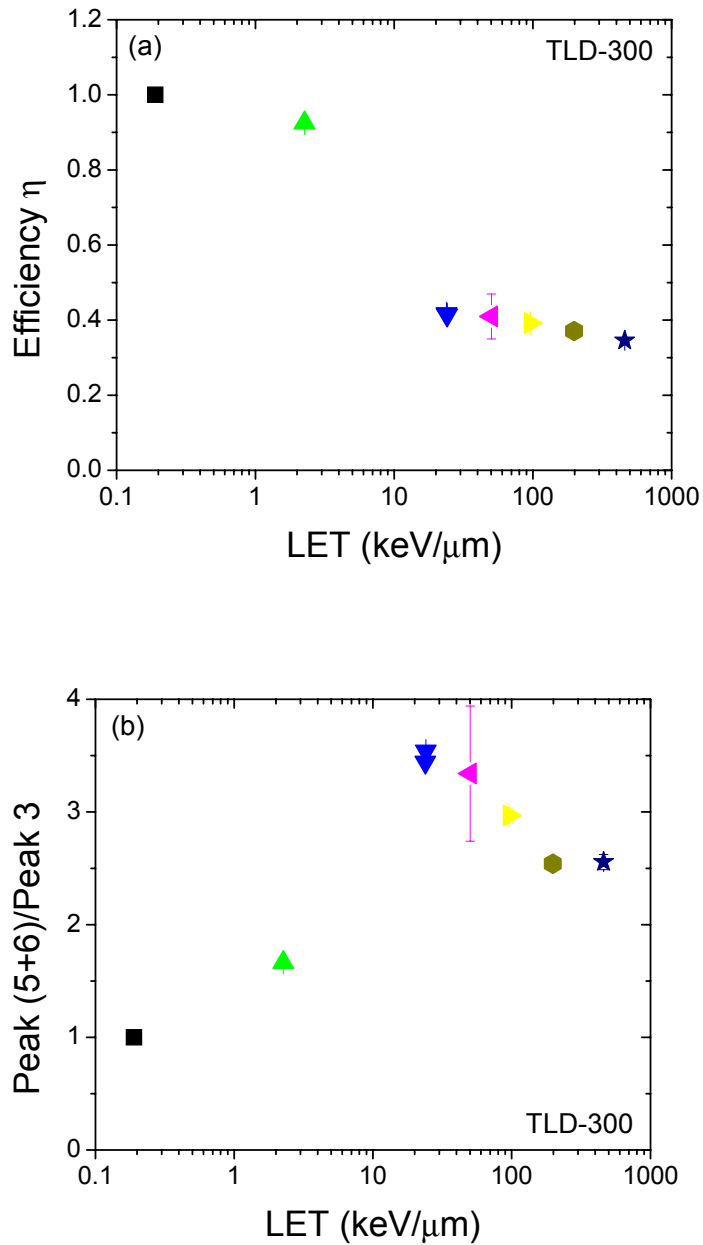 (a)
TLD-300
Efficiency η
1.2
1.0
0.8
0.6
0.4
0.2
0.0
0.1 1 10 100 1000
LET (keV/μm)
(b)
TLD-300
Peak (5+6)/Peak 3
4
3
2
1
0
0.1 1 10 100 1000
LET (keV/μm)